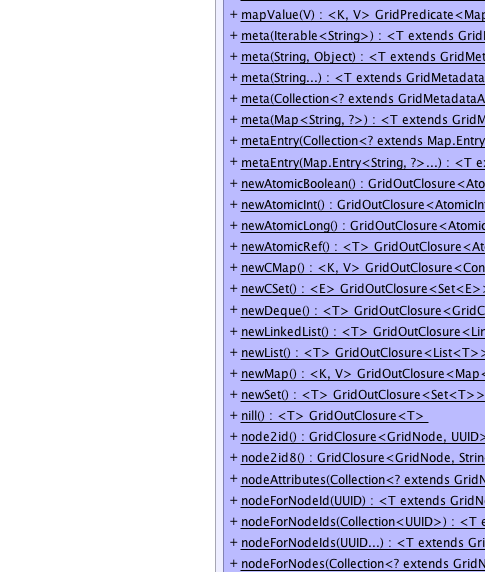 + mapValue(V) : <K, V> GridPredicate<Map
+ meta(Iterable<String>) : <T extends Grid
+ meta(String, Object) : <T extends GridMet
+ meta(String...) : <T extends GridMetadata
+ meta(Collection<? extends GridMetadataA
+ meta(Map<String, ?>) : <T extends GridM
+ metaEntry(Collection<? extends Map.Entry
+ metaEntry(Map.Entry<String, ?>...) : <T e
+ newAtomicBoolean() : GridOutClosure<Ato
+ newAtomicInt() : GridOutClosure<AtomicInt
+ newAtomicLong() : GridOutClosure<Atomic
+ newAtomicRef() : <T> GridOutClosure<At
+ newCMap() : <K, V> GridOutClosure<Con
+ newCSet() : <E> GridOutClosure<Set<E>>
+ newDeque() : <T> GridOutClosure<GridC
+ newLinkedList() : <T> GridOutClosure<Lin
+ newList() : <T> GridOutClosure<List<T>>
+ newMap() : <K, V> GridOutClosure<Map<
+ newSet() : <T> GridOutClosure<Set<T>>
+ nill() : <T> GridOutClosure<T>
+ node2id() : GridClosure<GridNode, UUID>
+ node2id8() : GridClosure<GridNode, Strin
+ nodeAttributes(Collection<? extends GridN
+ nodeForNodeId(UUID) : <T extends GridNo
+ nodeForNodeIds(Collection<UUID>) : <T e
+ nodeForNodeIds(UUID...) : <T extends Gri
+ nodeForNodes(Collection<? extends GridN